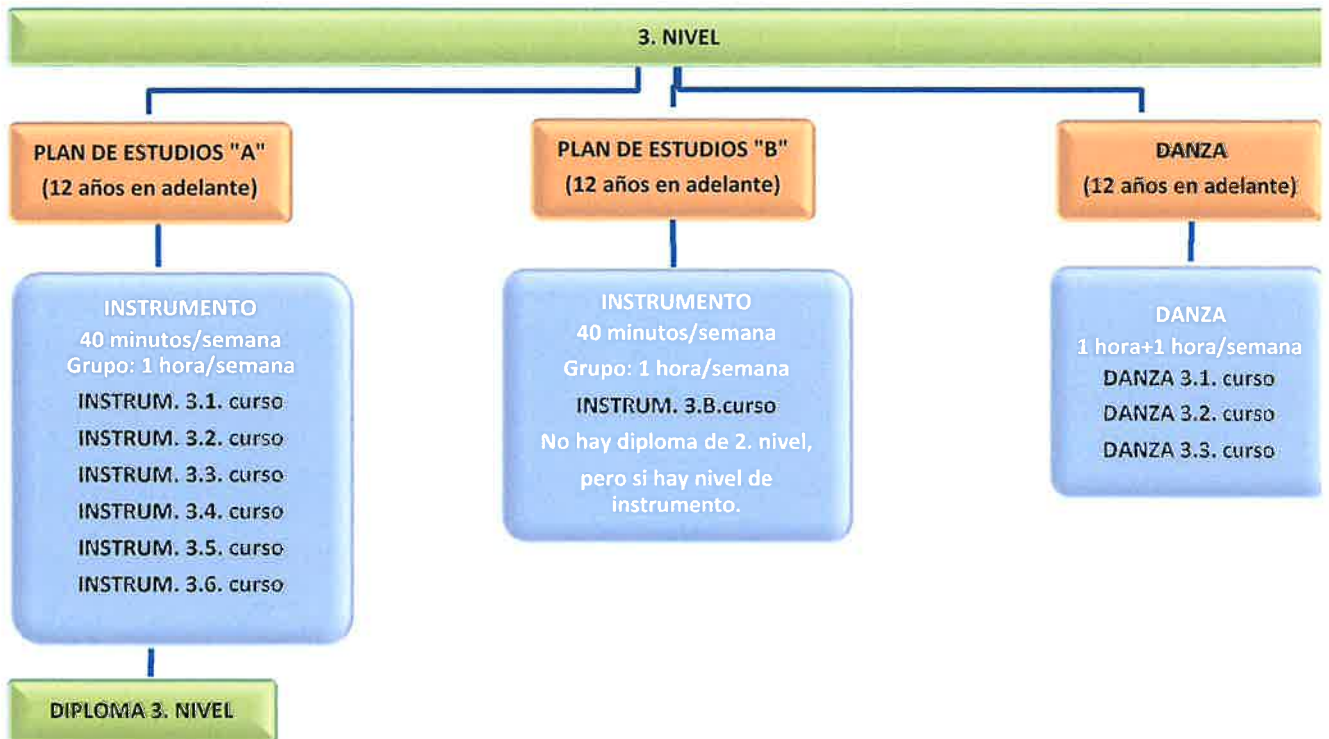 3. NIVEL
PLAN DE ESTUDIOS "A"
(12 años en adelante)
INSTRUMENTO
40 minutos/semana
Grupo: 1 hora/semana
INSTRUM. 3.1. curso
INSTRUM. 3.2. curso
INSTRUM. 3.3. curso
INSTRUM. 3.4. curso
INSTRUM. 3.5. curso
INSTRUM. 3.6. curso
DIPLOMA 3. NIVEL
PLAN DE ESTUDIOS "B"
(12 años en adelante)
INSTRUMENTO
40 minutos/semana
Grupo: 1 hora/semana
INSTRUM. 3.B.curso
No hay diploma de 2. nivel,
pero si hay nivel de
instrumento.
DANZA
(12 años en adelante)
DANZA
1 hora+1 hora/semana
DANZA 3.1. curso
DANZA 3.2. curso
DANZA 3.3. curso